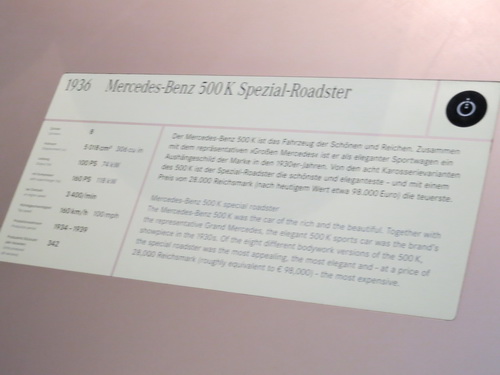 1936 Mercedes-Benz 500 K Spezial-Roadster
8
5 018 cm³ 306 cu in
100 PS 74 kW
160 PS 118 kW
3 400/min
160 km/h 100 mph
1934 - 1939
342
Der Mercedes-Benz 500 K ist das Fahrzeug der Schönen und Reichen. Zusammen
mit dem repräsentativen «Großen Mercedes» ist er als eleganter Sportwagen ein
Aushängeschild der Marke in den 1930er-Jahren. Von den acht Karosserievarianten
des 500 K ist der Spezial-Roadster die schönste und eleganteste - und mit einem
Preis von 28.000 Reichsmark (nach heutigem Wert etwa 98.000 Euro) die teuerste.
Mercedes-Benz 500 K special roadster
The Mercedes-Benz 500 K was the car of the rich and the beautiful. Together with
the representative Grand Mercedes, the elegant 500 K sports car was the brand's
showpiece in the 1930s. Of the eight different bodywork versions of the 500 K,
the special roadster was the most appealing, the most elegant and - at a price of
28,000 Reichsmark (roughly equivalent to € 98,000) - the most expensive.